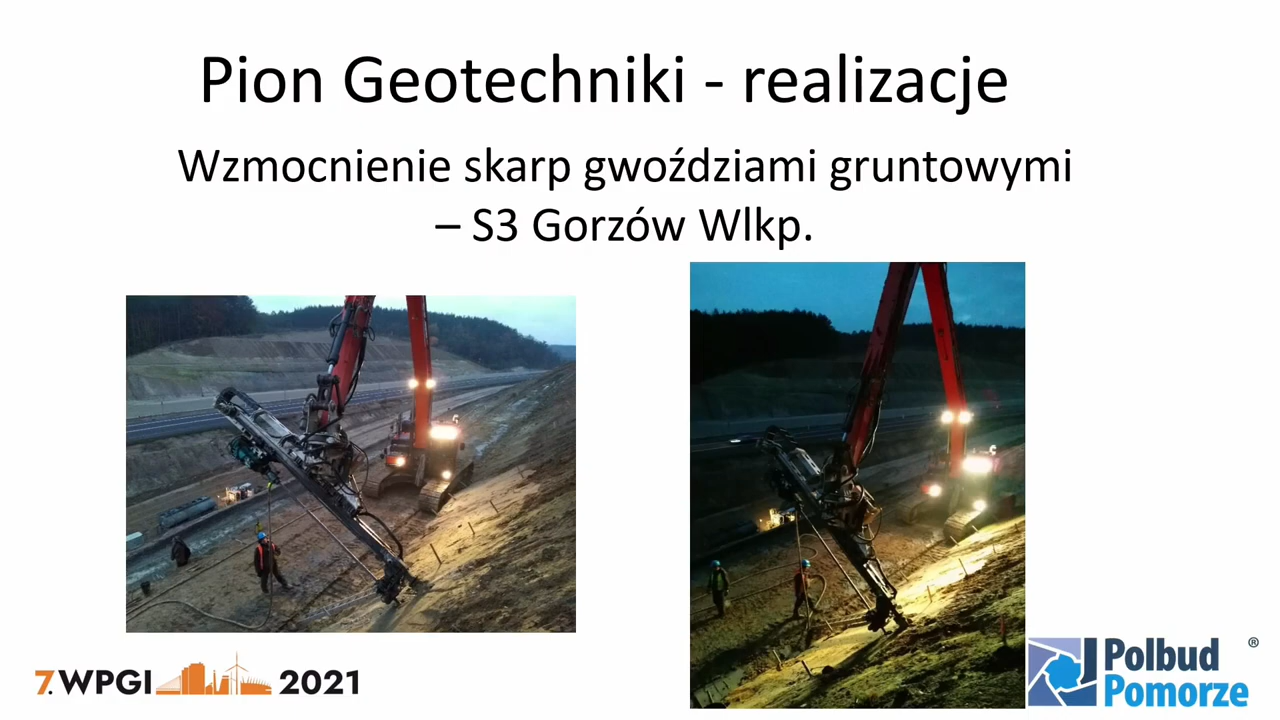 Pion Geotechniki - realizacje
Wzmocnienie skarp gwoździami gruntowymi
– S3 Gorzów Wlkp.
7. WPGI 2021
Polbud ®
Pomorze